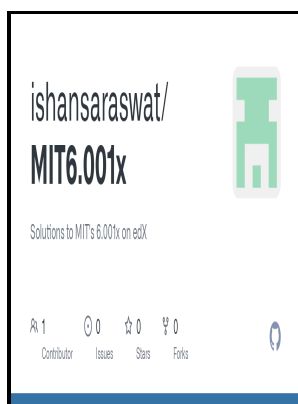 ishansaraswat/
MIT6.001x
Solutions to MIT's 6.001x on edX
1 0 0 0
Contributor Issues Stars Forks